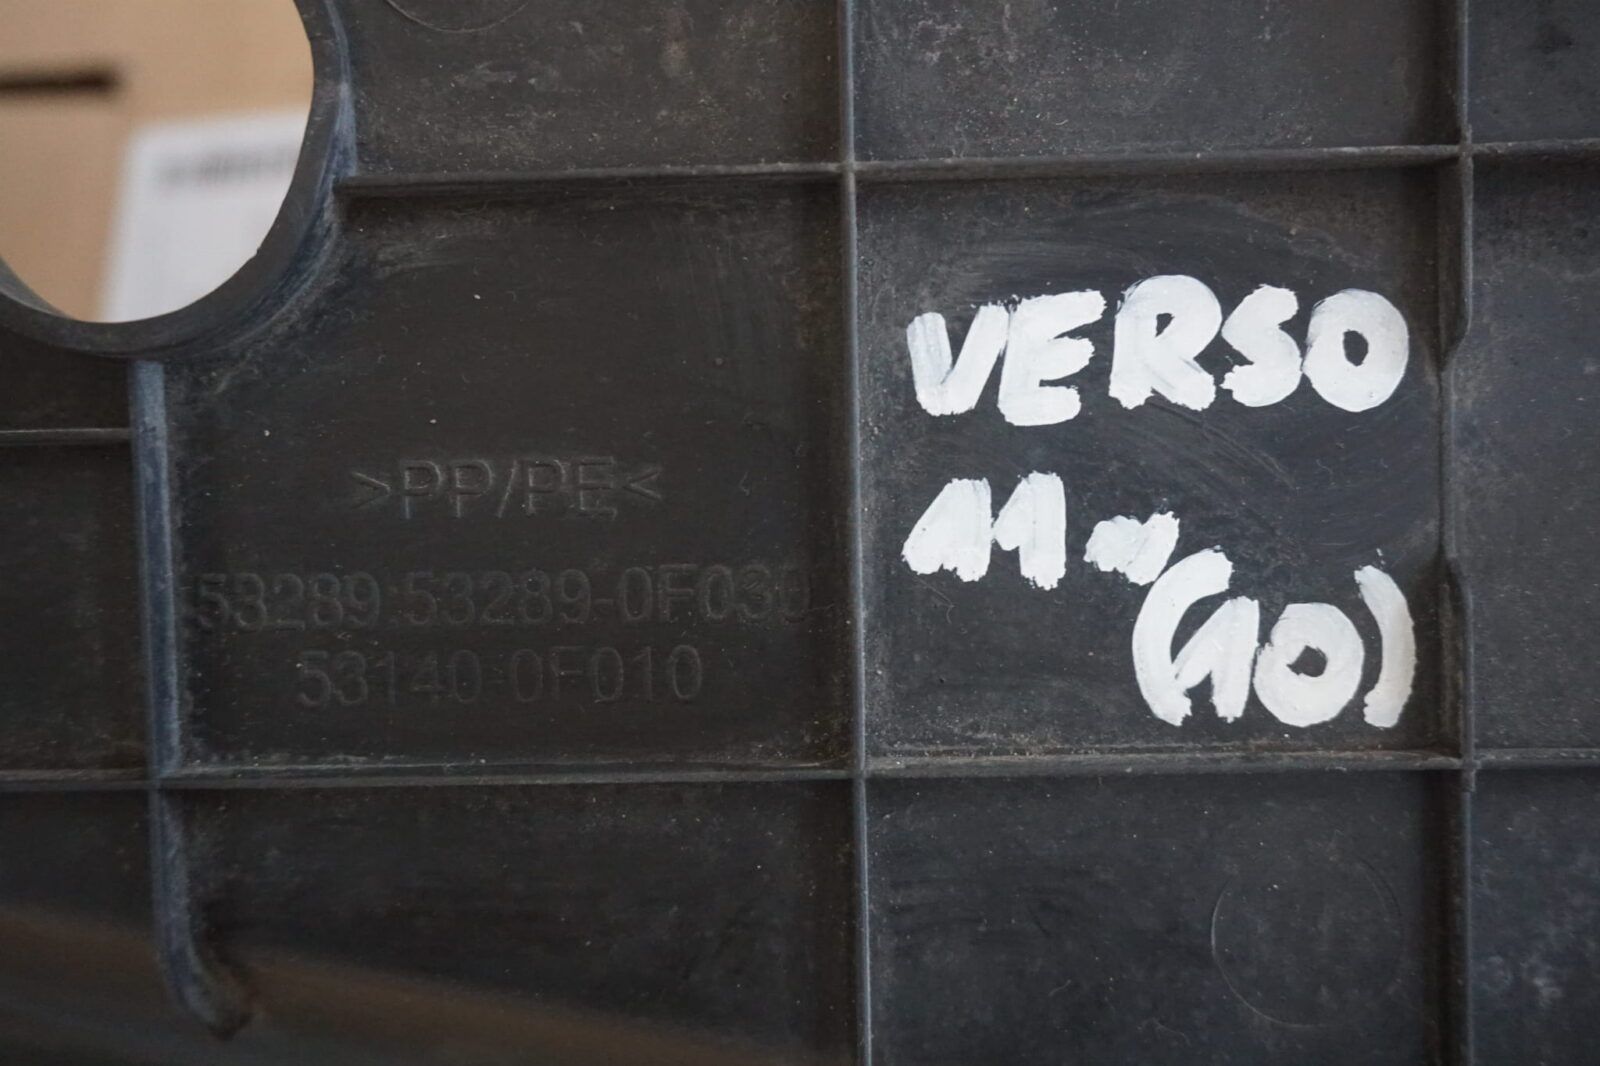 >PP/PE<
53289:53289-0F030
53140-0F010
VERSO
11-
(10)